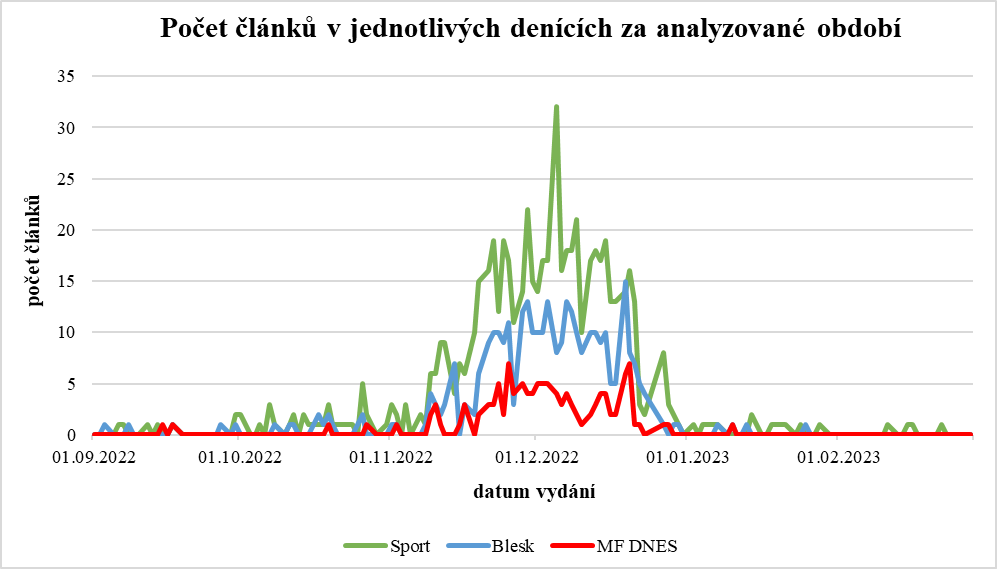 Počet článků v jednotlivých denících za analyzované období
35
30
25
20
15
10
5
0
počet článků
01.09.2022 01.10.2022 01.11.2022 01.12.2022 01.01.2023 01.02.2023
datum vydání
Sport Blesk MF DNES